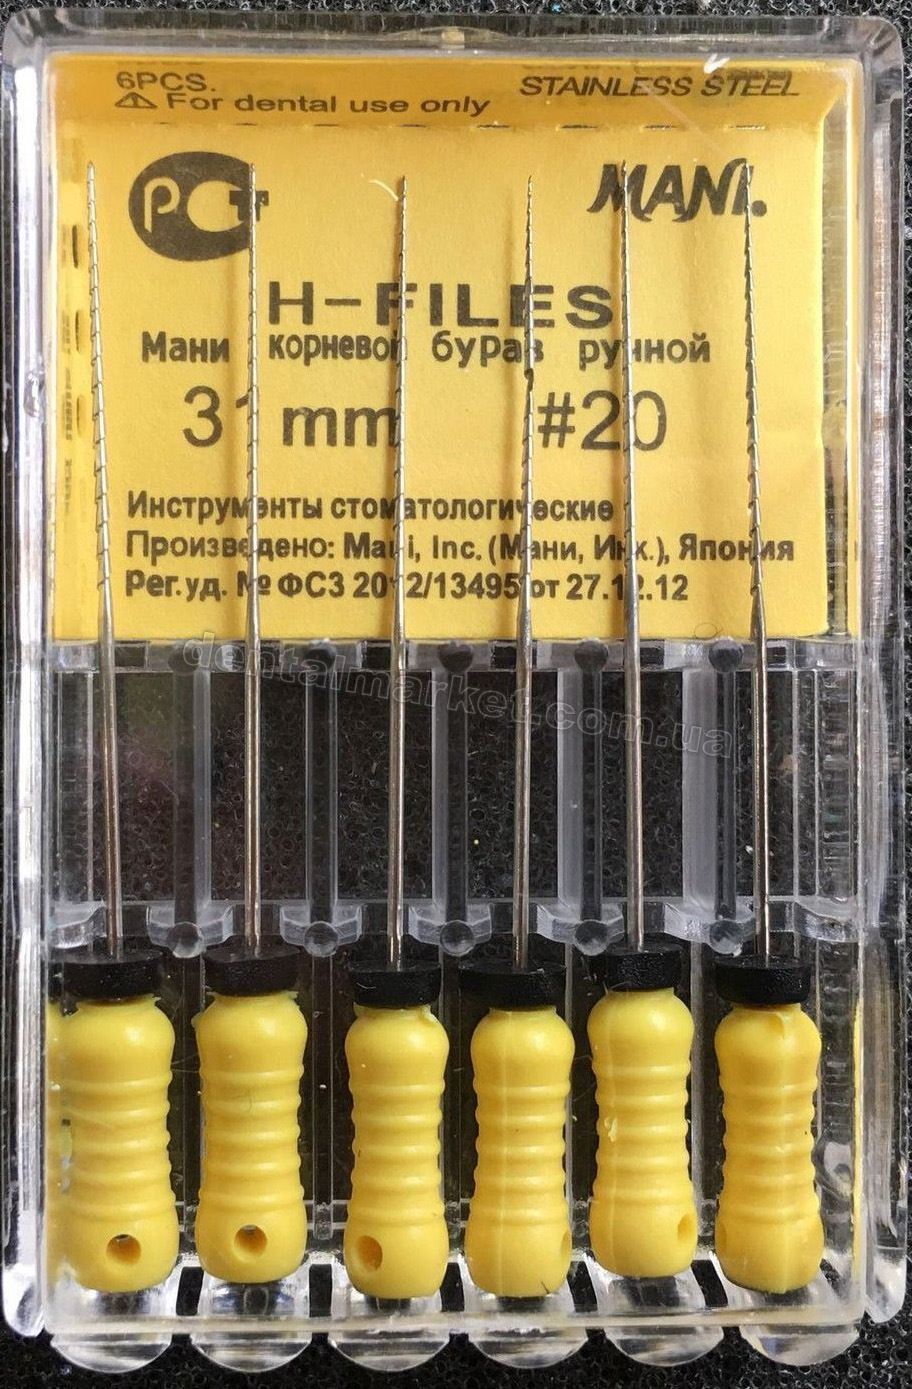 6PCS.
STAINLESS STEEL
⚠ For dental use only
РСТ
MANI.
H-FILES
Мани корневой бурав ручной
31 mm #20
Инструменты стоматологические
Произведено: Mani, Inc. (Мани, Инк.), Япония
Рег.уд. № ФСЗ 2012/13495 от 27.12.12
dentalmarket.com.ua